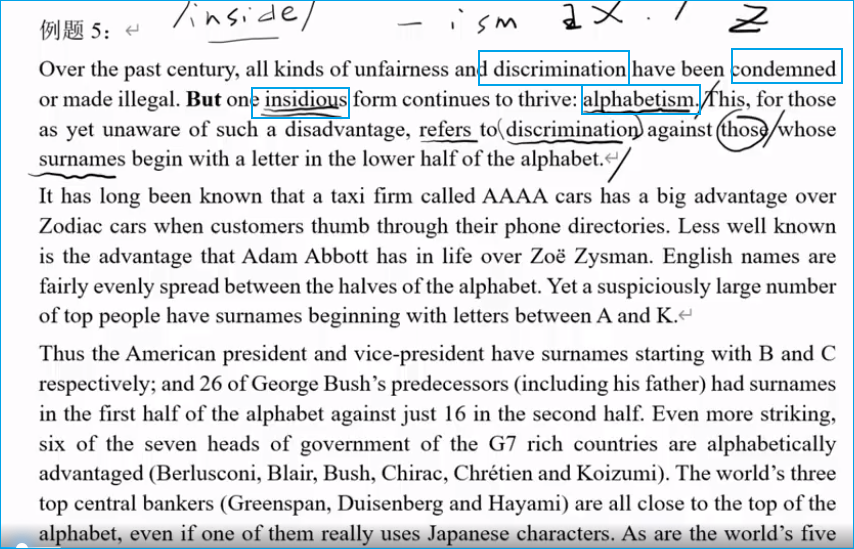 /inside/ - ism a x . / Z
例题 5：
Over the past century, all kinds of unfairness and discrimination have been condemned
or made illegal. But one insidious form continues to thrive: alphabetism. This, for those
as yet unaware of such a disadvantage, refers to discrimination against those whose
surnames begin with a letter in the lower half of the alphabet.
It has long been known that a taxi firm called AAAA cars has a big advantage over
Zodiac cars when customers thumb through their phone directories. Less well known
is the advantage that Adam Abbott has in life over Zoë Zysman. English names are
fairly evenly spread between the halves of the alphabet. Yet a suspiciously large number
of top people have surnames beginning with letters between A and K.
Thus the American president and vice-president have surnames starting with B and C
respectively; and 26 of George Bush’s predecessors (including his father) had surnames
in the first half of the alphabet against just 16 in the second half. Even more striking,
six of the seven heads of government of the G7 rich countries are alphabetically
advantaged (Berlusconi, Blair, Bush, Chirac, Chrétien and Koizumi). The world’s three
top central bankers (Greenspan, Duisenberg and Hayami) are all close to the top of the
alphabet, even if one of them really uses Japanese characters. As are the world’s five